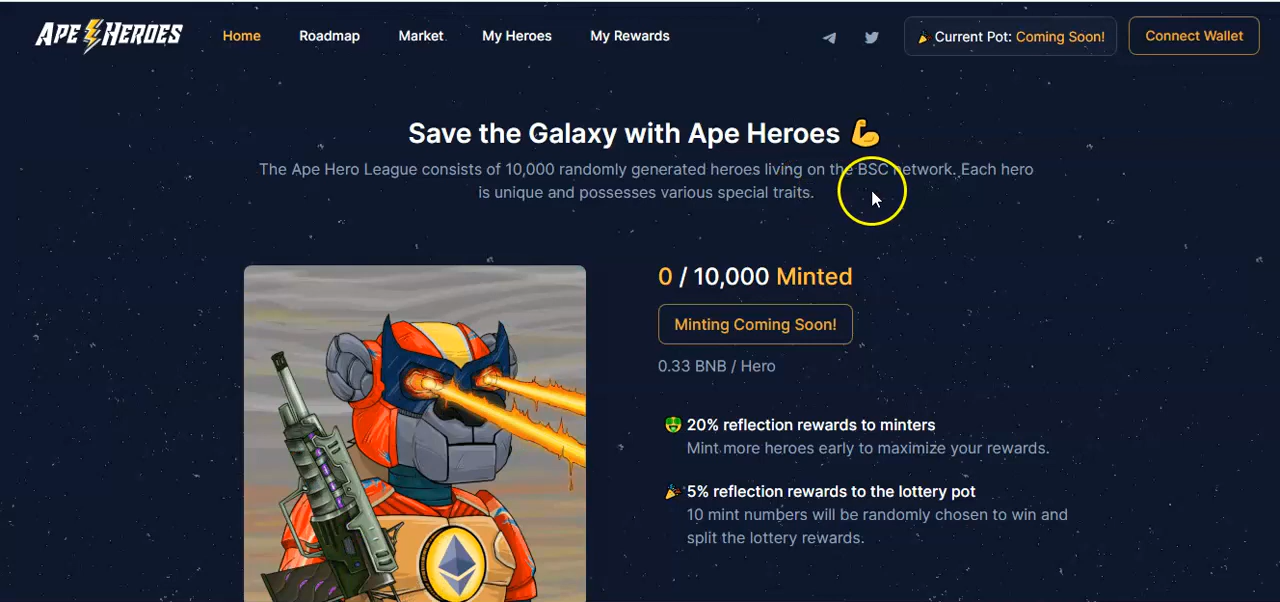 APE HEROES
Home
Roadmap
Market
My Heroes
My Rewards
Current Pot: Coming Soon!
Connect Wallet
Save the Galaxy with Ape Heroes
The Ape Hero League consists of 10,000 randomly generated heroes living on the BSC network. Each hero
is unique and possesses various special traits.
0 / 10,000 Minted
Minting Coming Soon!
0.33 BNB / Hero
20% reflection rewards to minters
Mint more heroes early to maximize your rewards.
5% reflection rewards to the lottery pot
10 mint numbers will be randomly chosen to win and
split the lottery rewards.